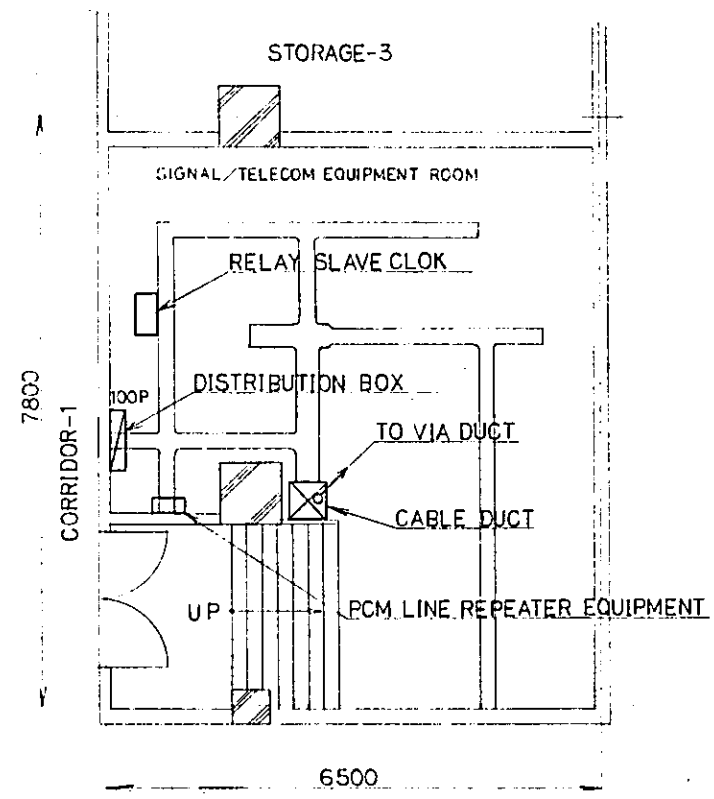 STORAGE-3
SIGNAL/TELECOM EQUIPMENT ROOM
RELAY SLAVE CLOK
DISTRIBUTION BOX
100P
TO VIA DUCT
CABLE DUCT
7800
CORRIDOR-1
UP
PCM LINE REPEATER EQUIPMENT
6500